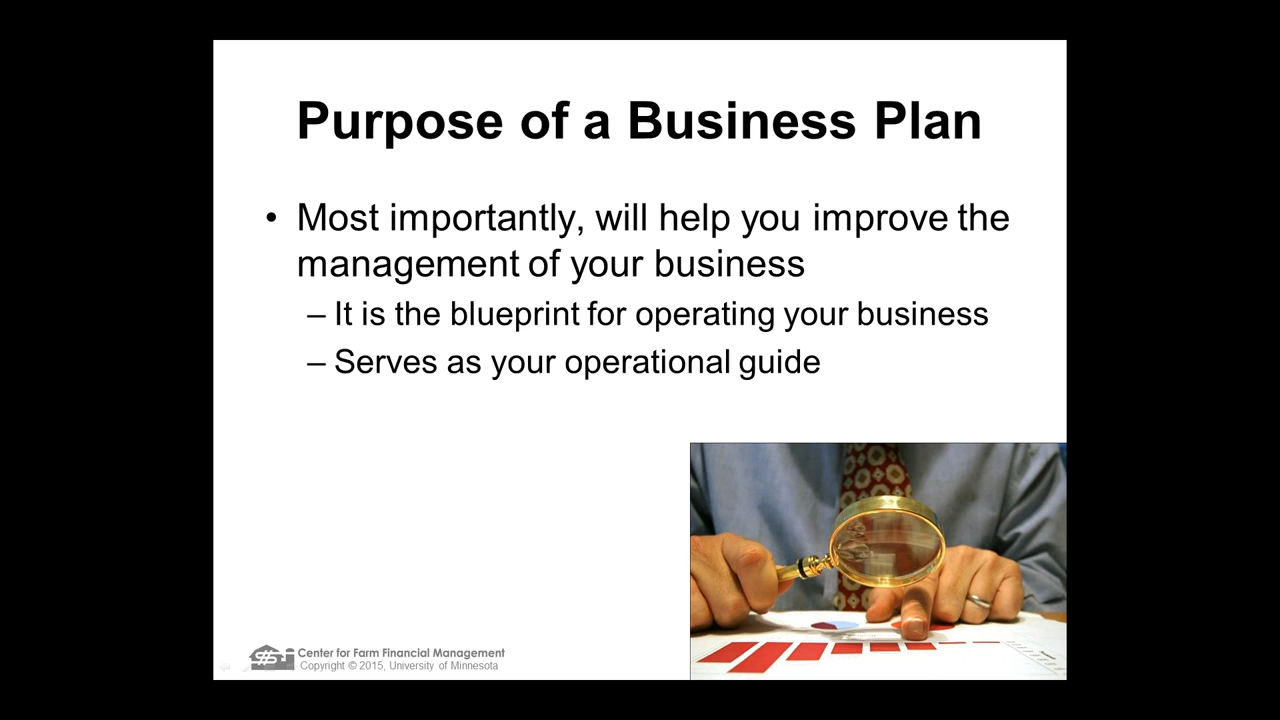 Purpose of a Business Plan
• Most importantly, will help you improve the
management of your business
– It is the blueprint for operating your business
– Serves as your operational guide
Center for Farm Financial Management
Copyright © 2015, University of Minnesota